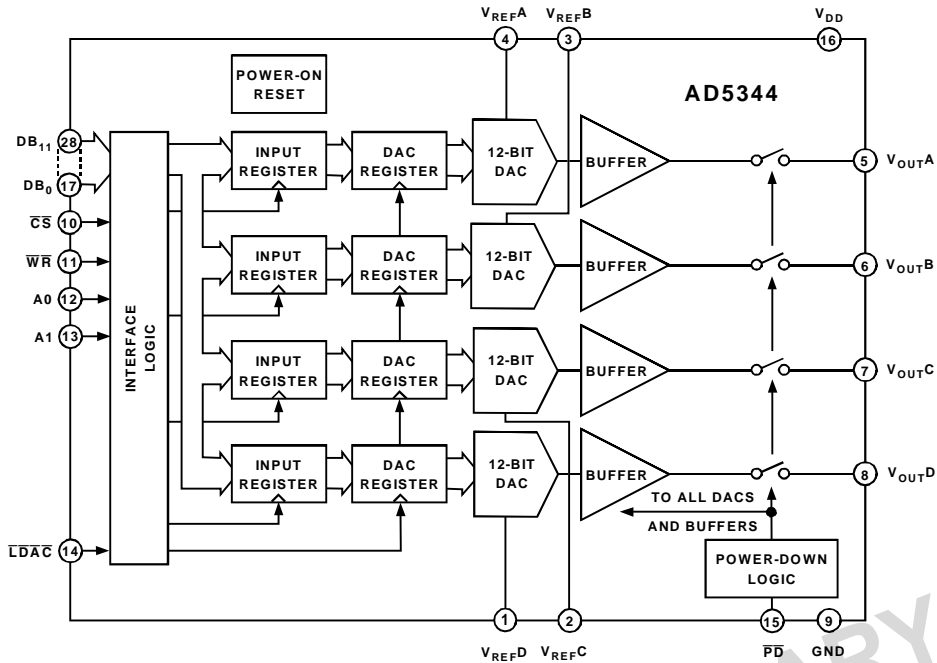 VREFA VREFB VDD
4 3 16
POWER-ON
RESET
AD5344
DB11 28
DB0 17
CS 10
WR 11
A0 12
A1 13
LDAC 14
INTERFACE
LOGIC
INPUT
REGISTER
DAC
REGISTER
12-BIT
DAC
BUFFER
5 VOUTA
INPUT
REGISTER
DAC
REGISTER
12-BIT
DAC
BUFFER
6 VOUTB
INPUT
REGISTER
DAC
REGISTER
12-BIT
DAC
BUFFER
7 VOUTC
INPUT
REGISTER
DAC
REGISTER
12-BIT
DAC
BUFFER
8 VOUTD
TO ALL DACS
AND BUFFERS
POWER-DOWN
LOGIC
1 2 15 9
VREFD VREFC PD GND